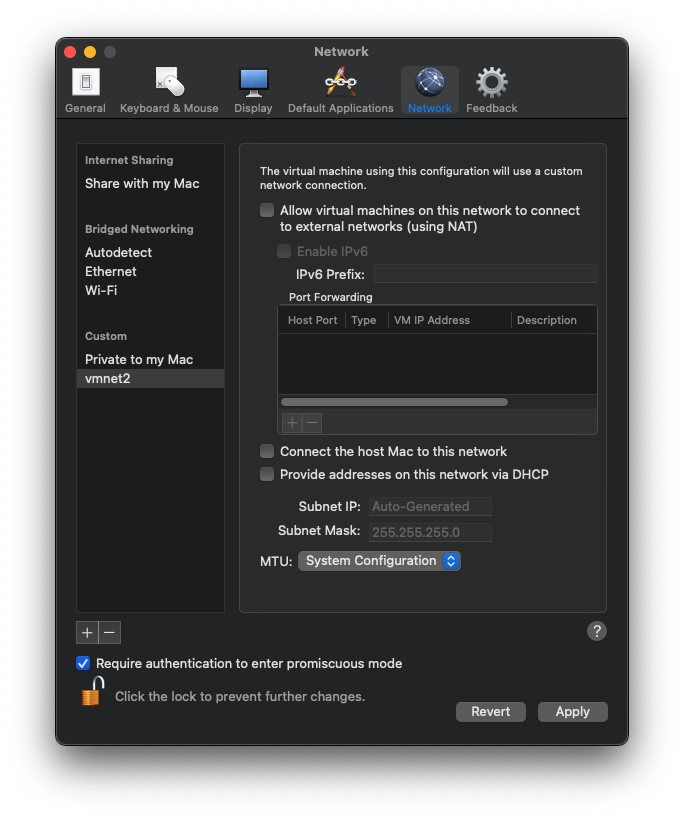 Network
General
Keyboard & Mouse
Display
Default Applications
Network
Feedback
Internet Sharing
Share with my Mac
Bridged Networking
Autodetect
Ethernet
Wi-Fi
Custom
Private to my Mac
vmnet2
The virtual machine using this configuration will use a custom
network connection.
Allow virtual machines on this network to connect
to external networks (using NAT)
Enable IPv6
IPv6 Prefix:
Port Forwarding
Host Port
Type
VM IP Address
Description
+
−
Connect the host Mac to this network
Provide addresses on this network via DHCP
Subnet IP:
Auto-Generated
Subnet Mask:
255.255.255.0
MTU:
System Configuration
+
−
?
Require authentication to enter promiscuous mode
Click the lock to prevent further changes.
Revert
Apply